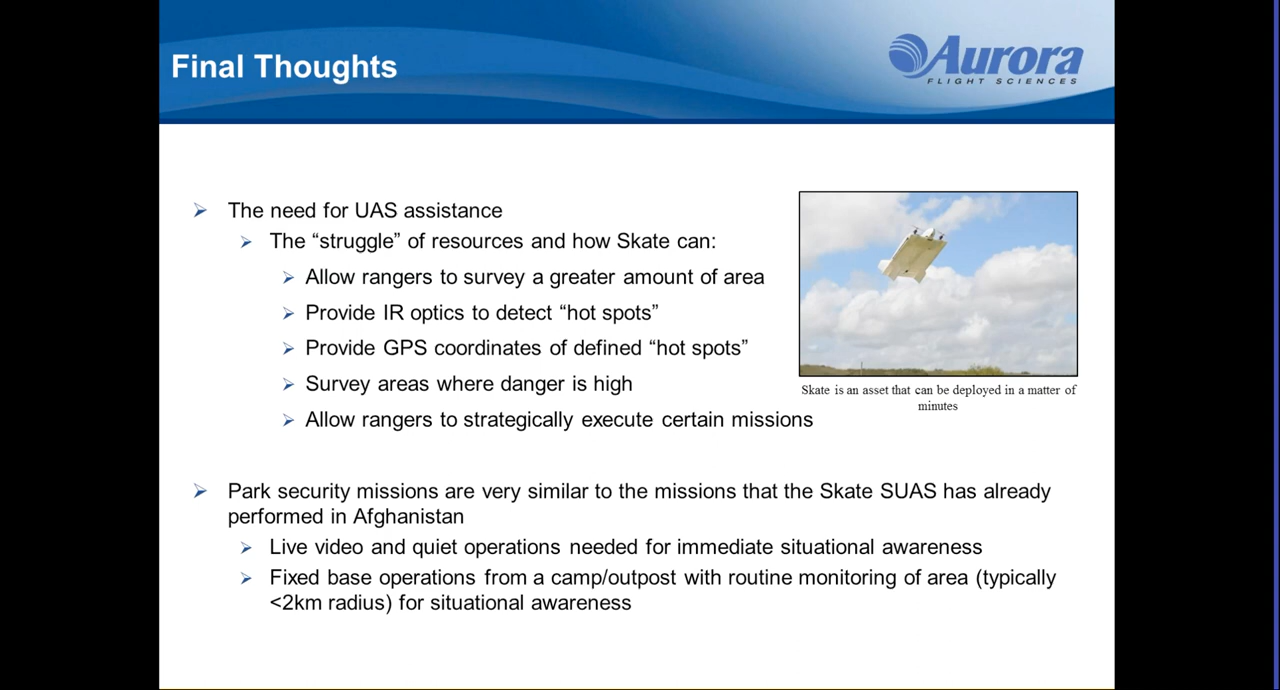 Final Thoughts
Aurora
FLIGHT SCIENCES
The need for UAS assistance
The “struggle” of resources and how Skate can:
Allow rangers to survey a greater amount of area
Provide IR optics to detect “hot spots”
Provide GPS coordinates of defined “hot spots”
Survey areas where danger is high
Allow rangers to strategically execute certain missions
Skate is an asset that can be deployed in a matter of
minutes
Park security missions are very similar to the missions that the Skate SUAS has already
performed in Afghanistan
Live video and quiet operations needed for immediate situational awareness
Fixed base operations from a camp/outpost with routine monitoring of area (typically
<2km radius) for situational awareness